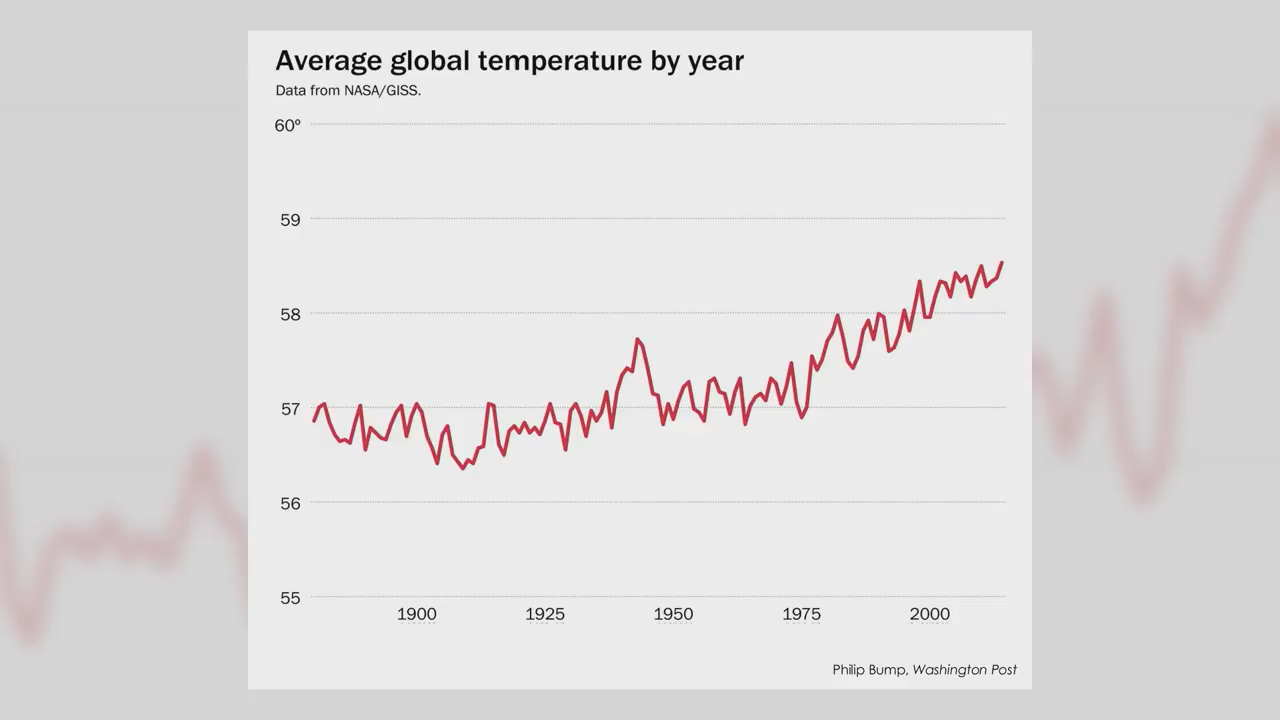 Average global temperature by year
Data from NASA/GISS.
60º
59
58
57
56
55
1900 1925 1950 1975 2000
Philip Bump, Washington Post